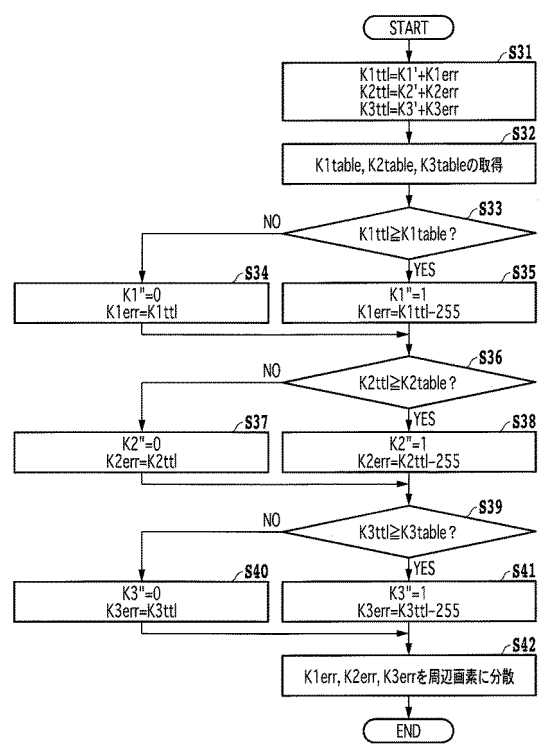 START
S31
K1ttl=K1'+K1err
K2ttl=K2'+K2err
K3ttl=K3'+K3err
S32
K1table, K2table, K3tableの取得
S33
K1ttl≧K1table?
NO
YES
S34
K1"=0
K1err=K1ttl
S35
K1"=1
K1err=K1ttl-255
S36
K2ttl≧K2table?
NO
YES
S37
K2"=0
K2err=K2ttl
S38
K2"=1
K2err=K2ttl-255
S39
K3ttl≧K3table?
NO
YES
S40
K3"=0
K3err=K3ttl
S41
K3"=1
K3err=K3ttl-255
S42
K1err, K2err, K3errを周辺画素に分散
END